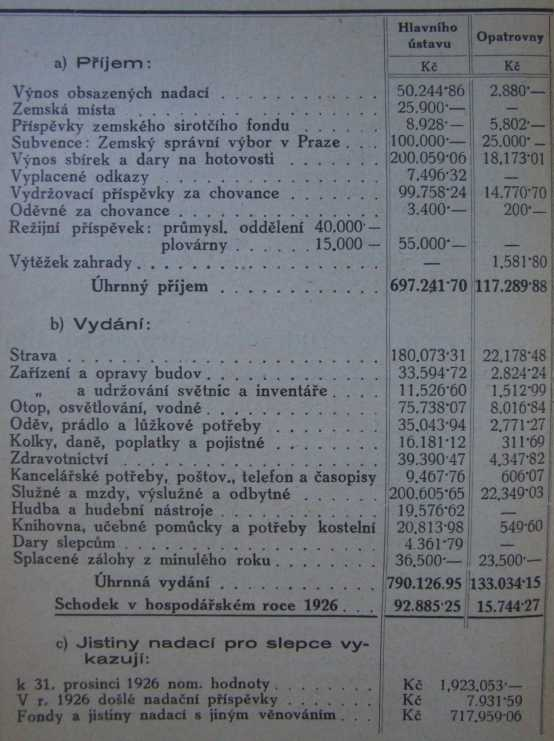 Hlavního ústavu Opatrovny
a) Příjem: Kč Kč
Výnos obsazených nadací . . . 50.244·86 2.880·—
Zemská místa . . . 25.900·— —
Příspěvky zemského sirotčího fondu . . . 8.928·— 5,802·—
Subvence: Zemský správní výbor v Praze . . . 100.000·— 25.000·—
Výnos sbírek a dary na hotovosti . . . 200.059·06 18,173·01
Vyplacené odkazy . . . 7.496·32 —
Vydržovací příspěvky za chovance . . . 99.758·24 14.770·70
Oděvné za chovance . . . 3.400·— 200·—
Režijní příspěvek: průmysl. oddělení 40.000·—
plovárny . . . 15.000 — 55.000·— —
Výtěžek zahrady . . . — 1,581·80
Úhrnný příjem . . . 697.241·70 117.289·88
b) Vydání:
Strava . . . 180,073·31 22,178·48
Zařízení a opravy budov . . . 33.594·72 2.824·24
„ a udržování světnic a inventáře . . . 11.526·60 1,512·99
Otop, osvětlování, vodné . . . 75.738·07 8.016·84
Oděv, prádlo a lůžkové potřeby . . . 35,043·94 2,771·27
Kolky, daně, poplatky a pojistné . . . 16.181·12 311·69
Zdravotnictví . . . 39.390·47 4,347·82
Kancelářské potřeby, poštov., telefon a časopisy 9,467·76 606·07
Služné a mzdy, výslužné a odbytné . . . 200.605·65 22,349·03
Hudba a hudební nástroje . . . 19,576·62 —
Knihovna, učebné pomůcky a potřeby kostelní 20,813·98 549·60
Dary slepcům . . . 4.361·79 —
Splacené zálohy z minulého roku . . . 36,500·— 23,500·—
Úhrnná vydání . . . 790.126.95 133.034·15
Schodek v hospodářském roce 1926 . . . 92.885·25 15.744·27
c) Jistiny nadací pro slepce vy-
kazují:
k 31. prosinci 1926 nom. hodnoty . . . Kč 1,923,053·—
V r. 1926 došlé nadační příspěvky . . . Kč 7.931·59
Fondy a jistiny nadací s jiným věnováním . . . Kč 717,959·06